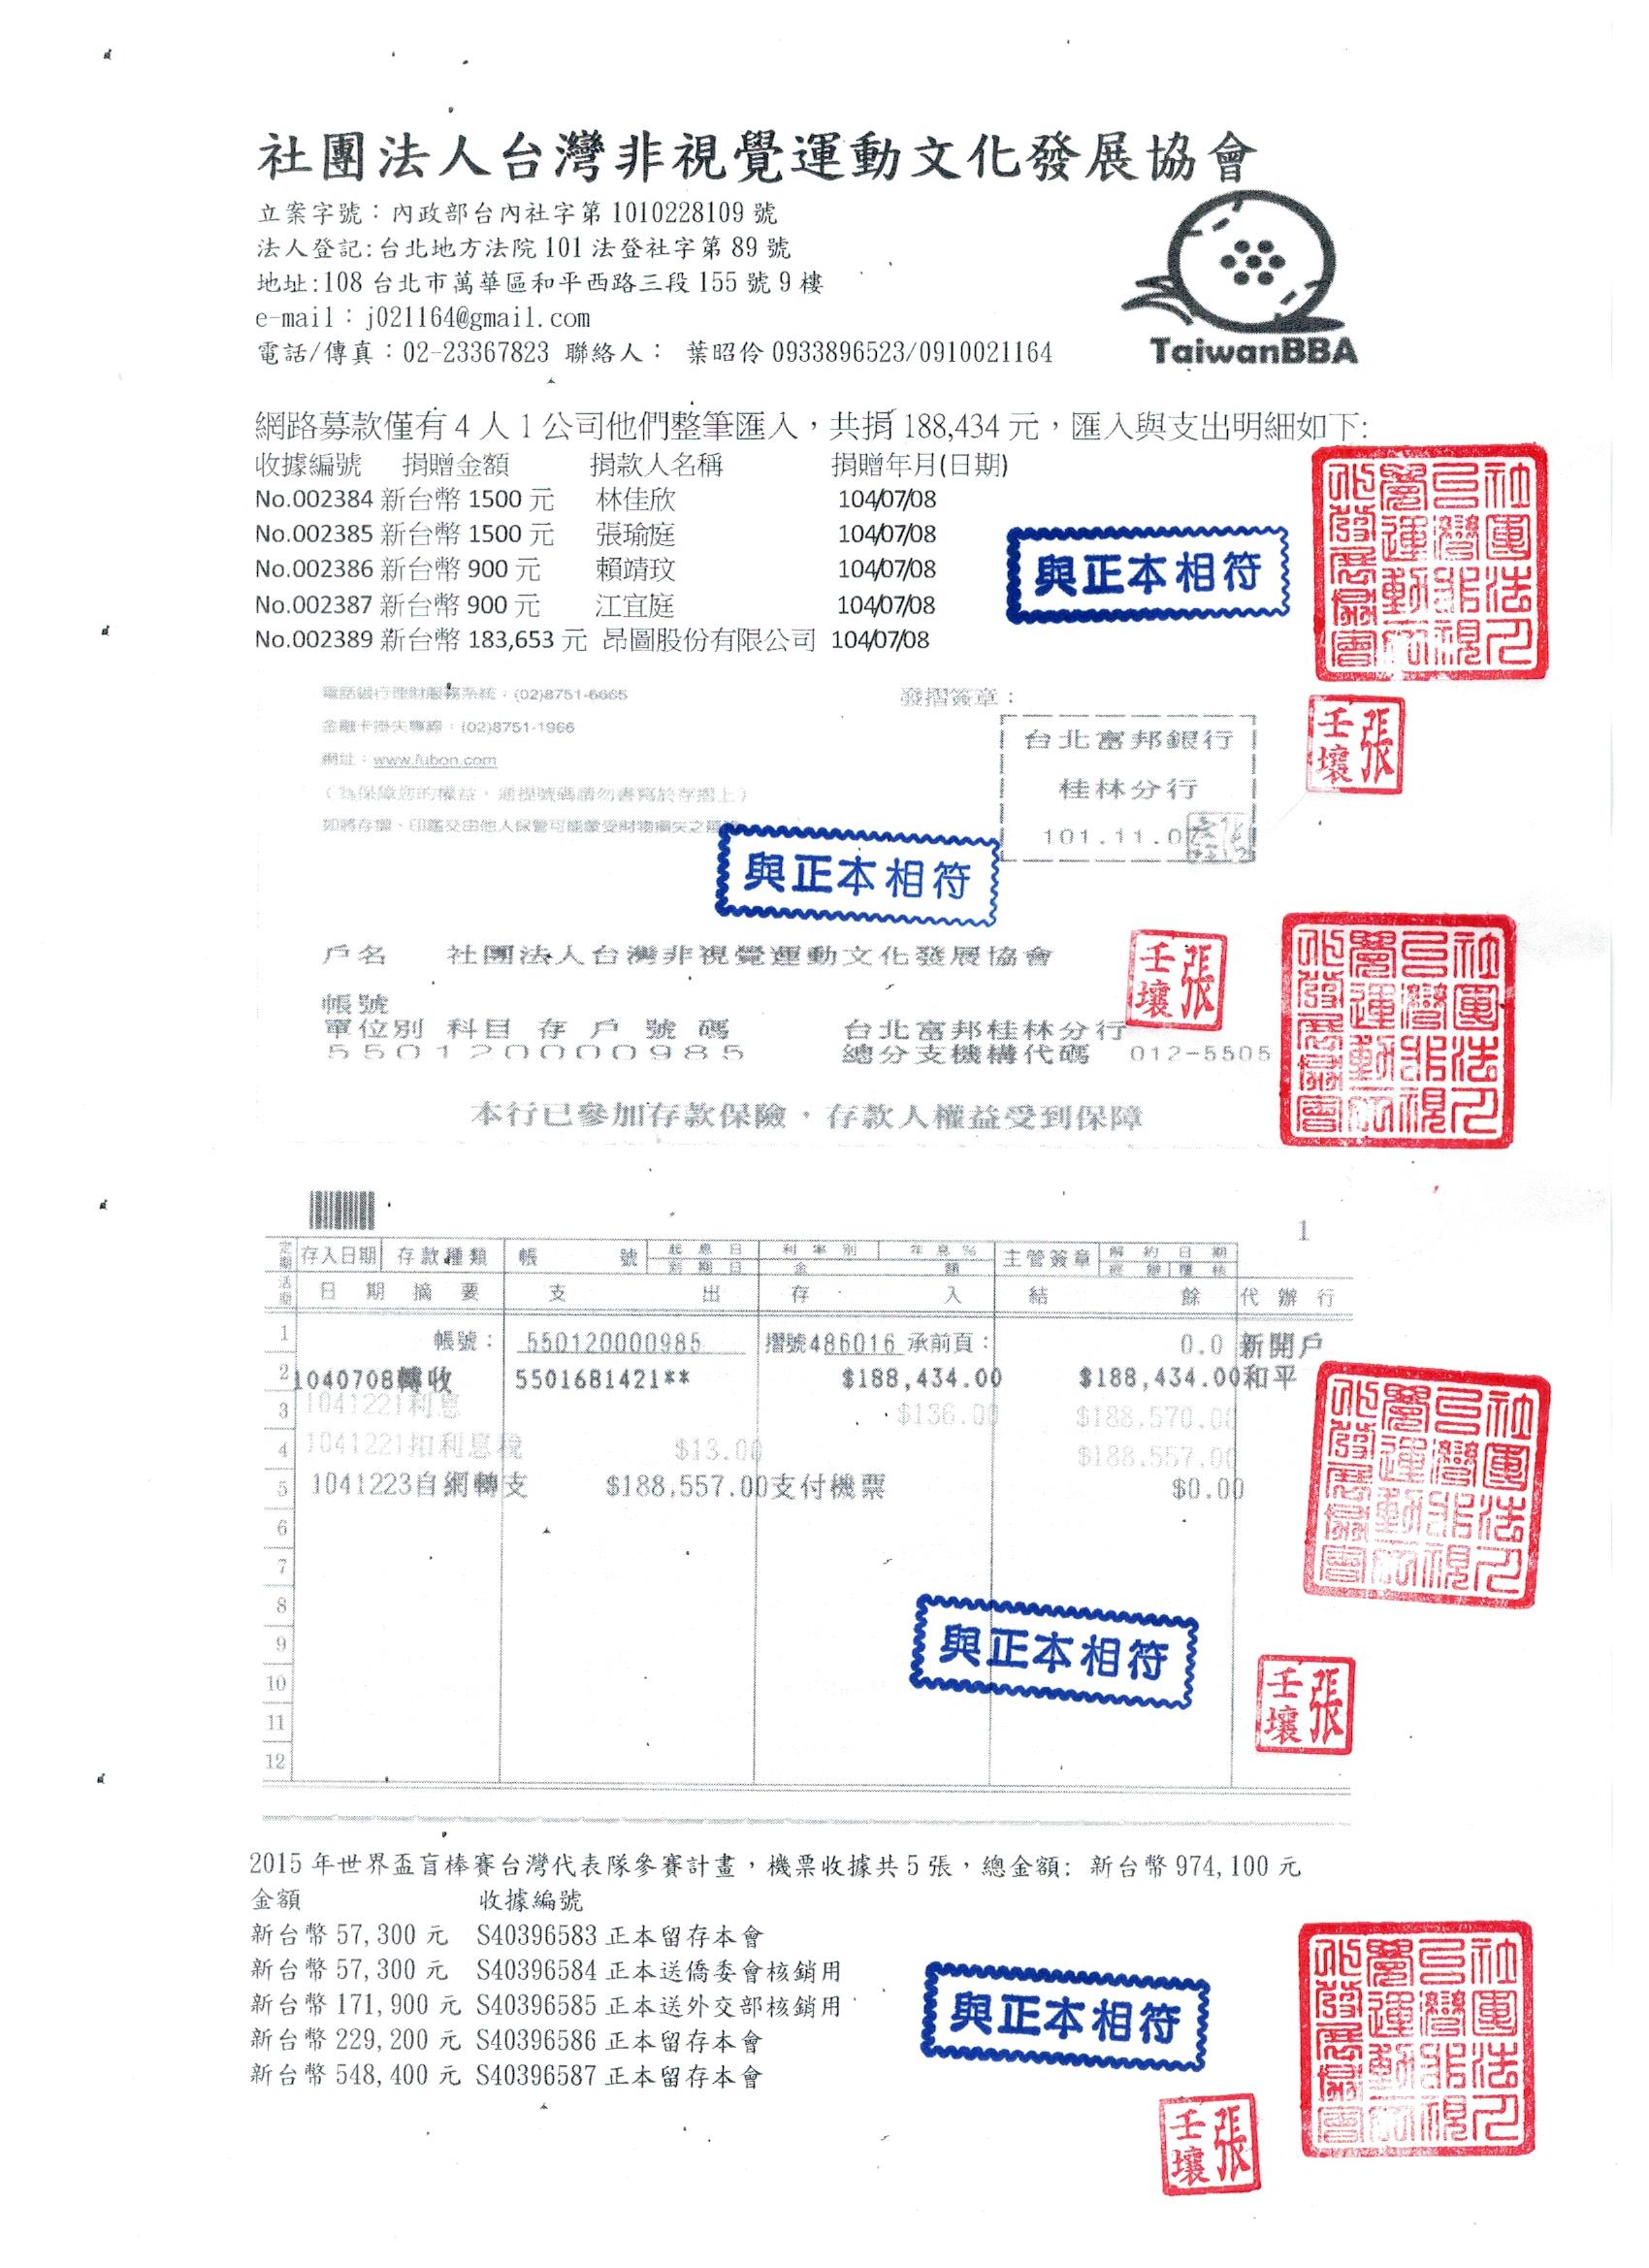 社團法人台灣非視覺運動文化發展協會
立案字號：內政部台內社字第 1010228109 號
法人登記:台北地方法院 101 法登社字第 89 號
地址:108 台北市萬華區和平西路三段 155 號 9 樓
e-mail：j021164@gmail.com
電話/傳真：02-23367823 聯絡人： 葉昭伶 0933896523/0910021164
TaiwanBBA
網路募款僅有 4 人 1 公司他們整筆匯入，共捐 188,434 元，匯入與支出明細如下:
收據編號 捐贈金額 捐款人名稱 捐贈年月(日期)
No.002384 新台幣 1500 元 林佳欣 104/07/08
No.002385 新台幣 1500 元 張瑜庭 104/07/08
No.002386 新台幣 900 元 賴靖玟 104/07/08
No.002387 新台幣 900 元 江宜庭 104/07/08
No.002389 新台幣 183,653 元 昂圖股份有限公司 104/07/08
與正本相符
社團法人台灣非視覺運動文化發展協會
張壬壤
電話銀行理財服務系統：(02)8751-6665
金融卡掛失專線：(02)8751-1966
網址：www.fubon.com
（為保障您的權益，通提號碼請勿書寫於存摺上）
如將存摺、印鑑交由他人保管可能蒙受財物損失之
發摺簽章：
台北富邦銀行
桂林分行
101.11.0
與正本相符
戶名 社團法人台灣非視覺運動文化發展協會
帳號
單位別 科目 存戶號碼 台北富邦桂林分行
550120000985 總分支機構代碼 012-5505
張壬壤
社團法人台灣非視覺運動文化發展協會
本行已參加存款保險，存款人權益受到保障
1
定期 存入日期 存款種類 帳號 起息日 到期日 利率別 年息% 金額 主管簽章 解約日期
活期 日期 摘要 支出 存入 結餘 代辦行
1 帳號： 550120000985 摺號486016 承前頁： 0.0 新開戶
2 1040708轉收 5501681421** $188,434.00 $188,434.00和平
3 1041221利息 $136.00 $188,570.00
4 1041221扣利息稅 $13.00 $188,557.00
5 1041223自網轉支 $188,557.00支付機票 $0.00
6
7
8
9
10
11
12
與正本相符
社團法人台灣非視覺運動文化發展協會
張壬壤
2015 年世界盃盲棒賽台灣代表隊參賽計畫，機票收據共 5 張，總金額: 新台幣 974,100 元
金額 收據編號
新台幣 57,300 元 S40396583 正本留存本會
新台幣 57,300 元 S40396584 正本送僑委會核銷用
新台幣 171,900 元 S40396585 正本送外交部核銷用
新台幣 229,200 元 S40396586 正本留存本會
新台幣 548,400 元 S40396587 正本留存本會
與正本相符
社團法人台灣非視覺運動文化發展協會
張壬壤